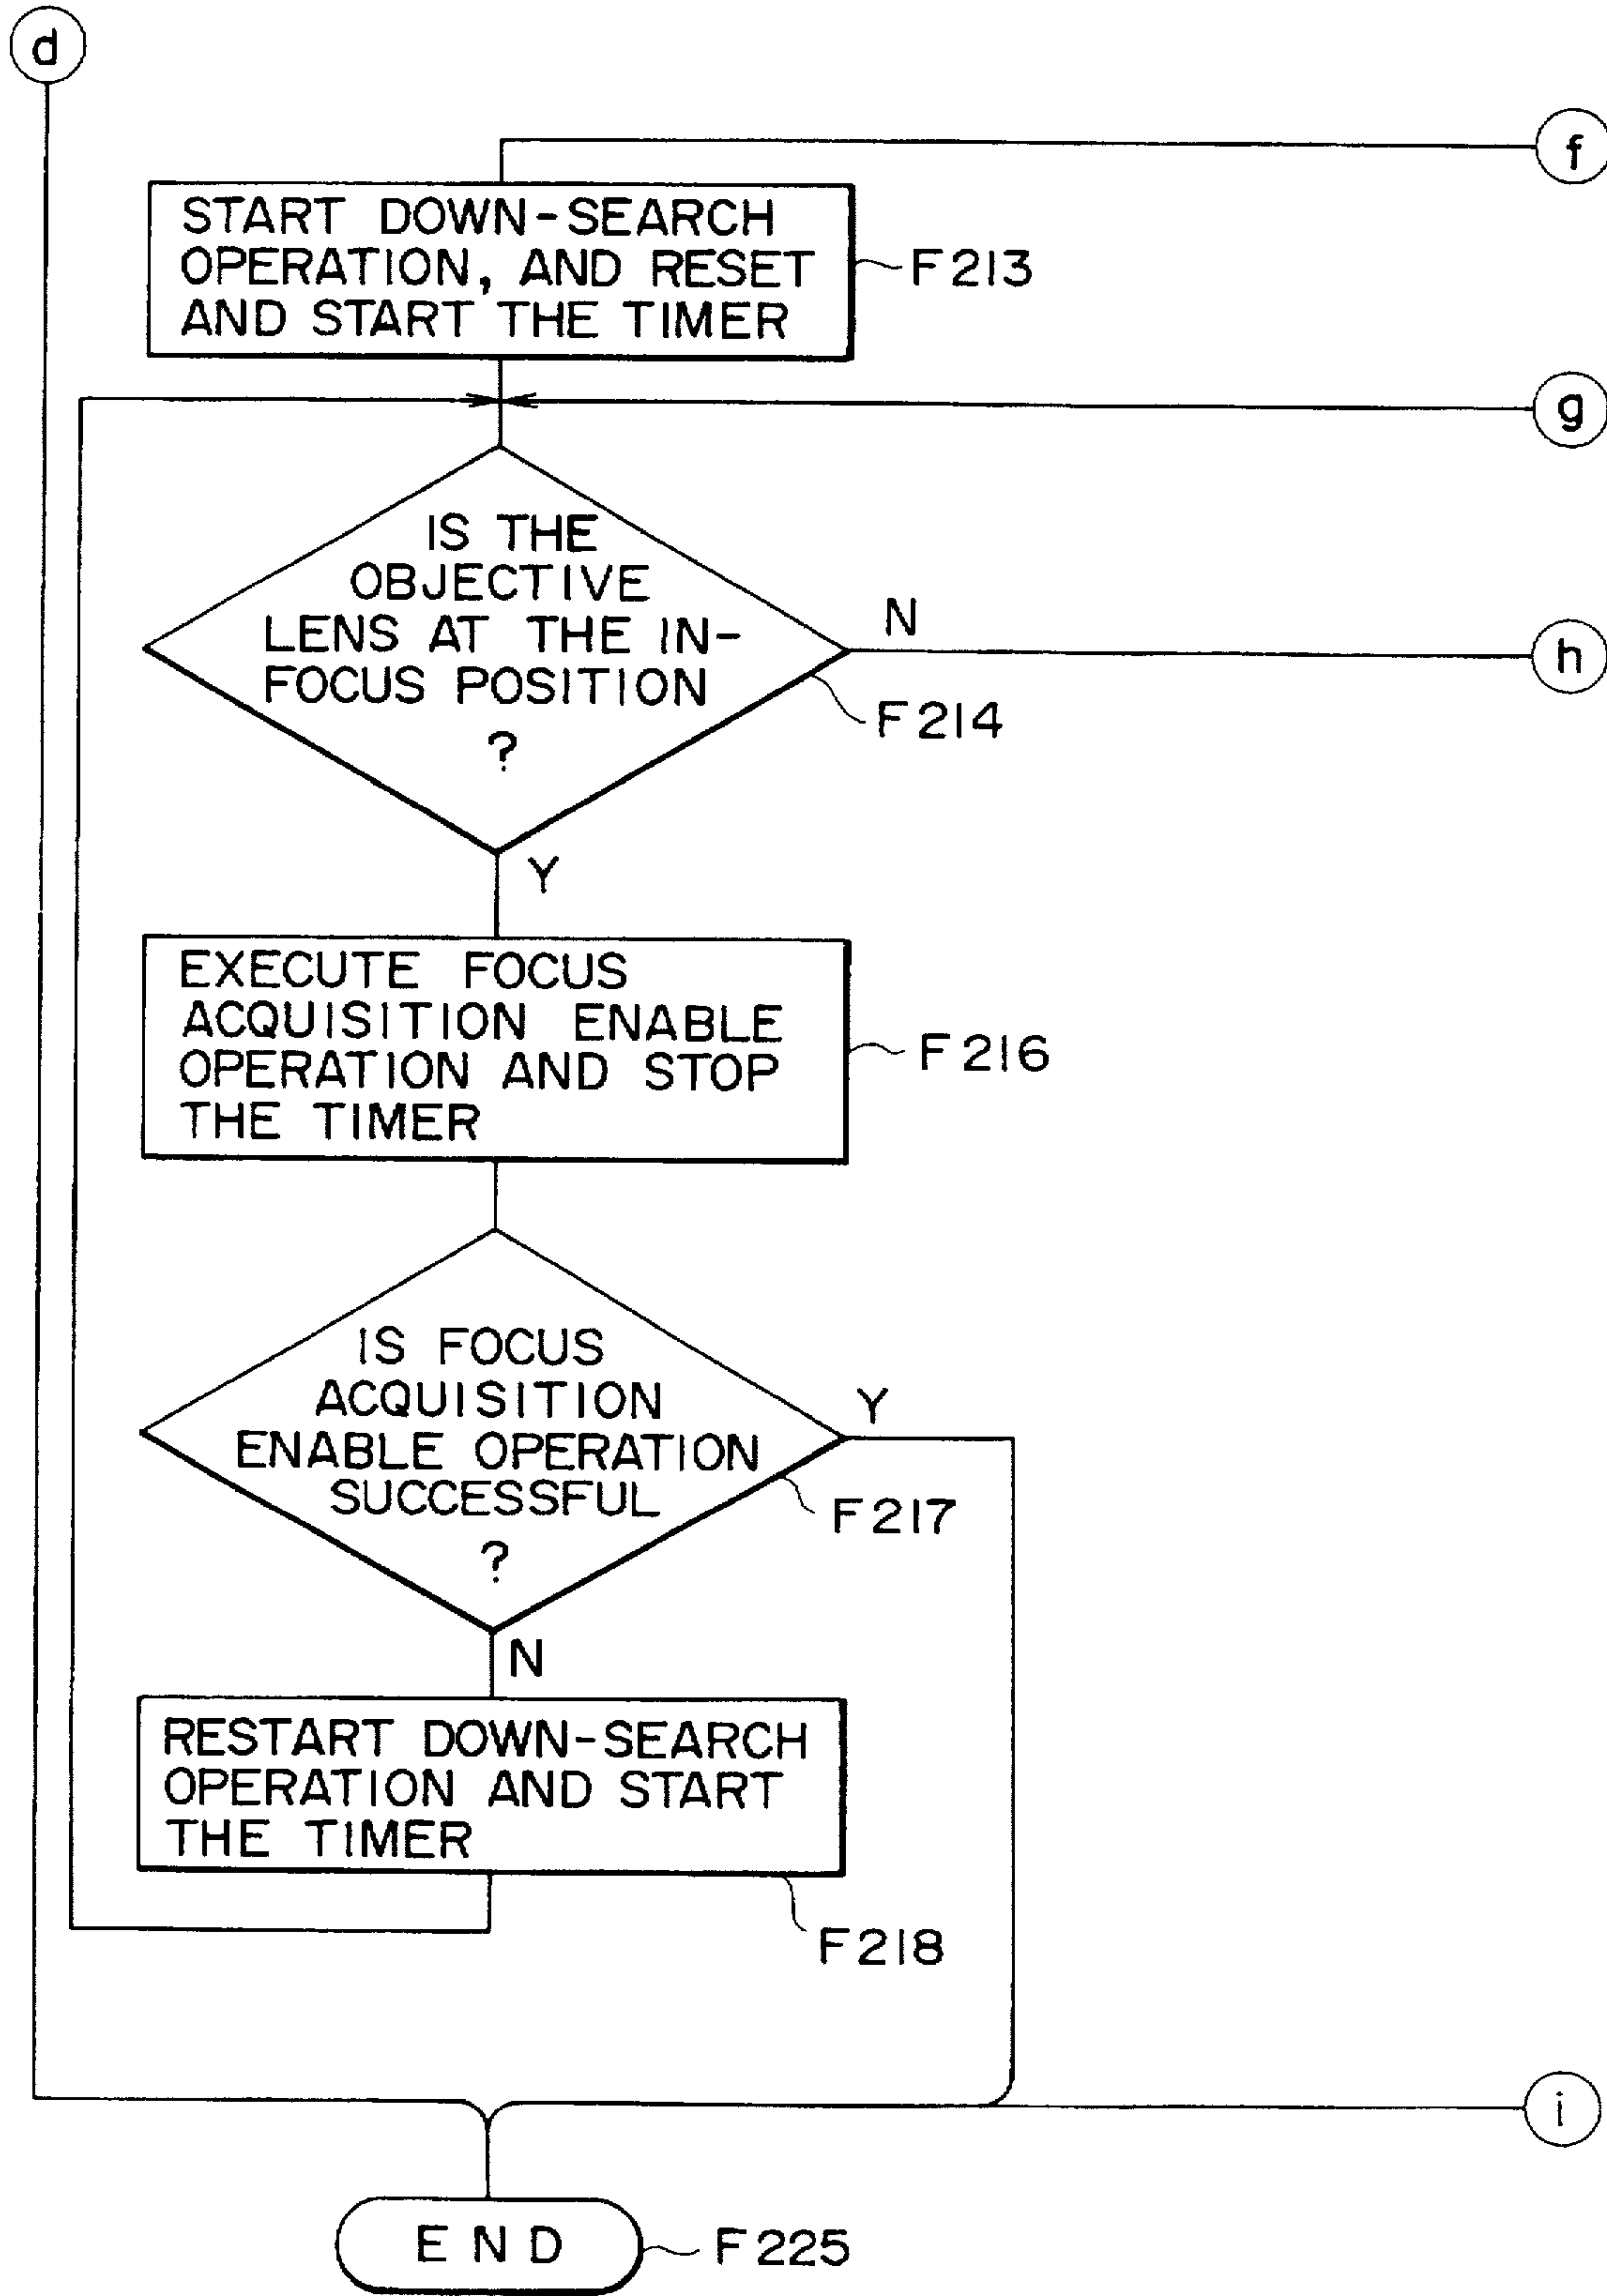 d
f
START DOWN-SEARCH
OPERATION, AND RESET
AND START THE TIMER
F213
g
IS THE
OBJECTIVE
LENS AT THE IN-
FOCUS POSITION
?
N
h
F214
Y
EXECUTE FOCUS
ACQUISITION ENABLE
OPERATION AND STOP
THE TIMER
F216
IS FOCUS
ACQUISITION
ENABLE OPERATION
SUCCESSFUL
?
Y
F217
N
RESTART DOWN-SEARCH
OPERATION AND START
THE TIMER
F218
i
END
F225